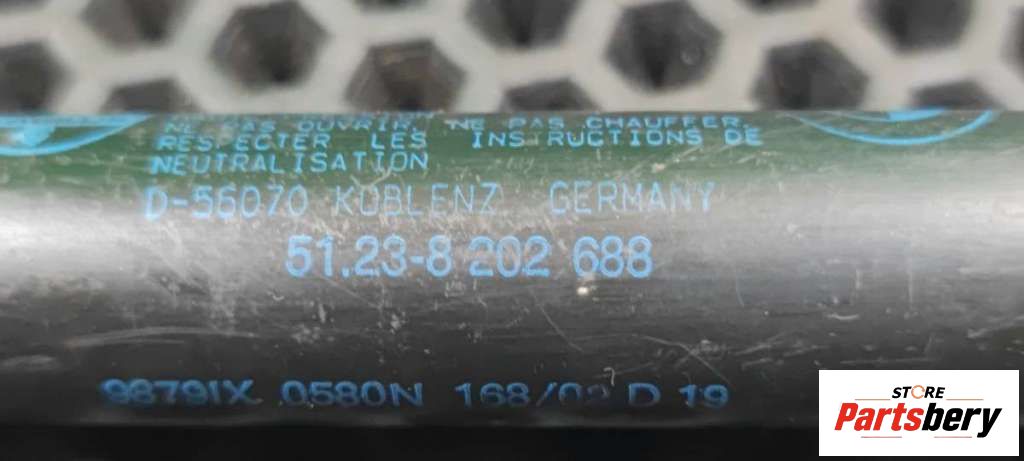 NE PAS OUVRIR, NE PAS CHAUFFER
RESPECTER LES INSTRUCTIONS DE
NEUTRALISATION
D-56070 KOBLENZ GERMANY
51.23-8 202 688
9879IX 0580N 168/02 D 19
STORE
Partsbery